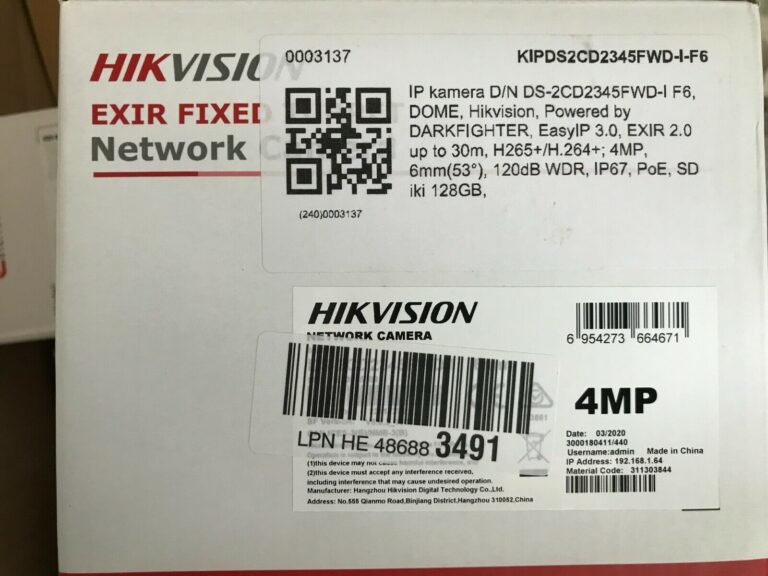 HIKVISION
EXIR FIXED
Network
0003137
KIPDS2CD2345FWD-I-F6
IP kamera D/N DS-2CD2345FWD-I F6,
DOME, Hikvision, Powered by
DARKFIGHTER, EasyIP 3.0, EXIR 2.0
up to 30m, H265+/H.264+; 4MP,
6mm(53°), 120dB WDR, IP67, PoE, SD
iki 128GB,
(240)0003137
HIKVISION
NETWORK CAMERA
6 954273 664671
4MP
LPN HE 48688 3491
(1)this device may not cause harmful interference, and
(2)this device must accept any interference received,
including interference that may cause undesired operation.
Manufacturer: Hangzhou Hikvision Digital Technology Co.,Ltd.
Address: No.555 Qianmo Road,Binjiang District,Hangzhou 310052,China
Date: 03/2020
3000180411/440
Username:admin Made in China
IP Address: 192.168.1.64
Material Code: 311303844